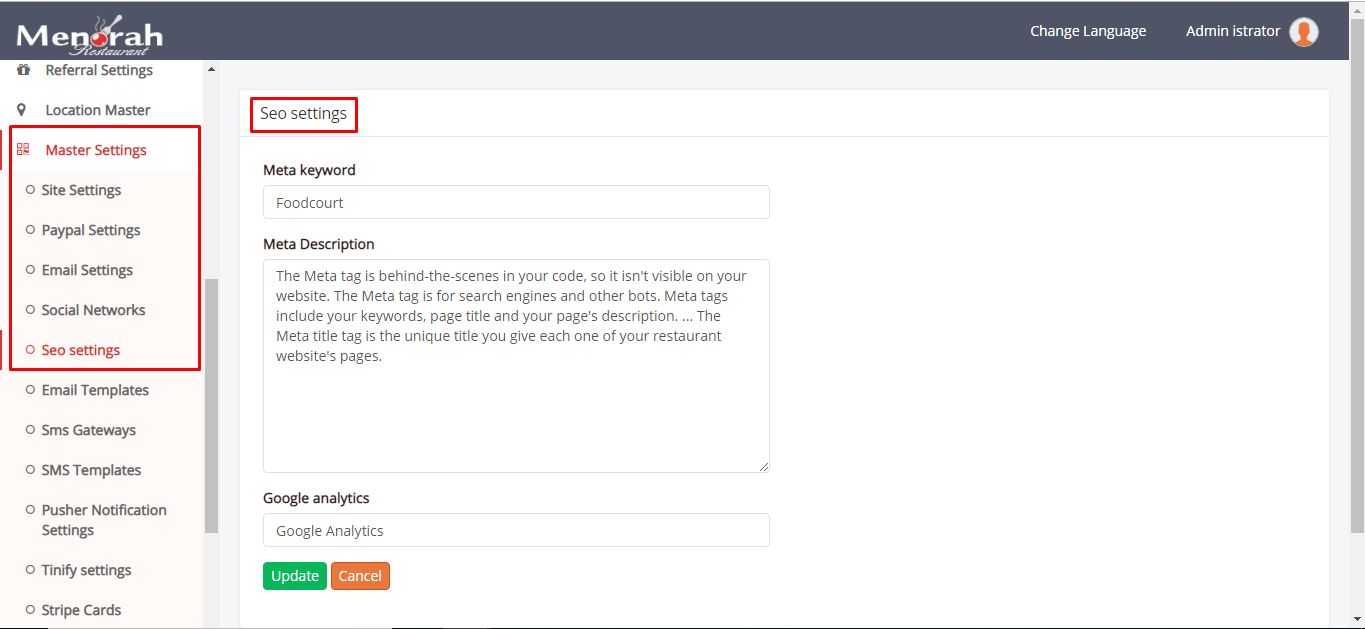 Menorah
Restaurant
Change Language
Admin istrator
Referral Settings
Location Master
Master Settings
Site Settings
Paypal Settings
Email Settings
Social Networks
Seo settings
Email Templates
Sms Gateways
SMS Templates
Pusher Notification
Settings
Tinify settings
Stripe Cards
Seo settings
Meta keyword
Foodcourt
Meta Description
The Meta tag is behind-the-scenes in your code, so it isn't visible on your
website. The Meta tag is for search engines and other bots. Meta tags
include your keywords, page title and your page's description. ... The
Meta title tag is the unique title you give each one of your restaurant
website's pages.
Google analytics
Google Analytics
Update
Cancel